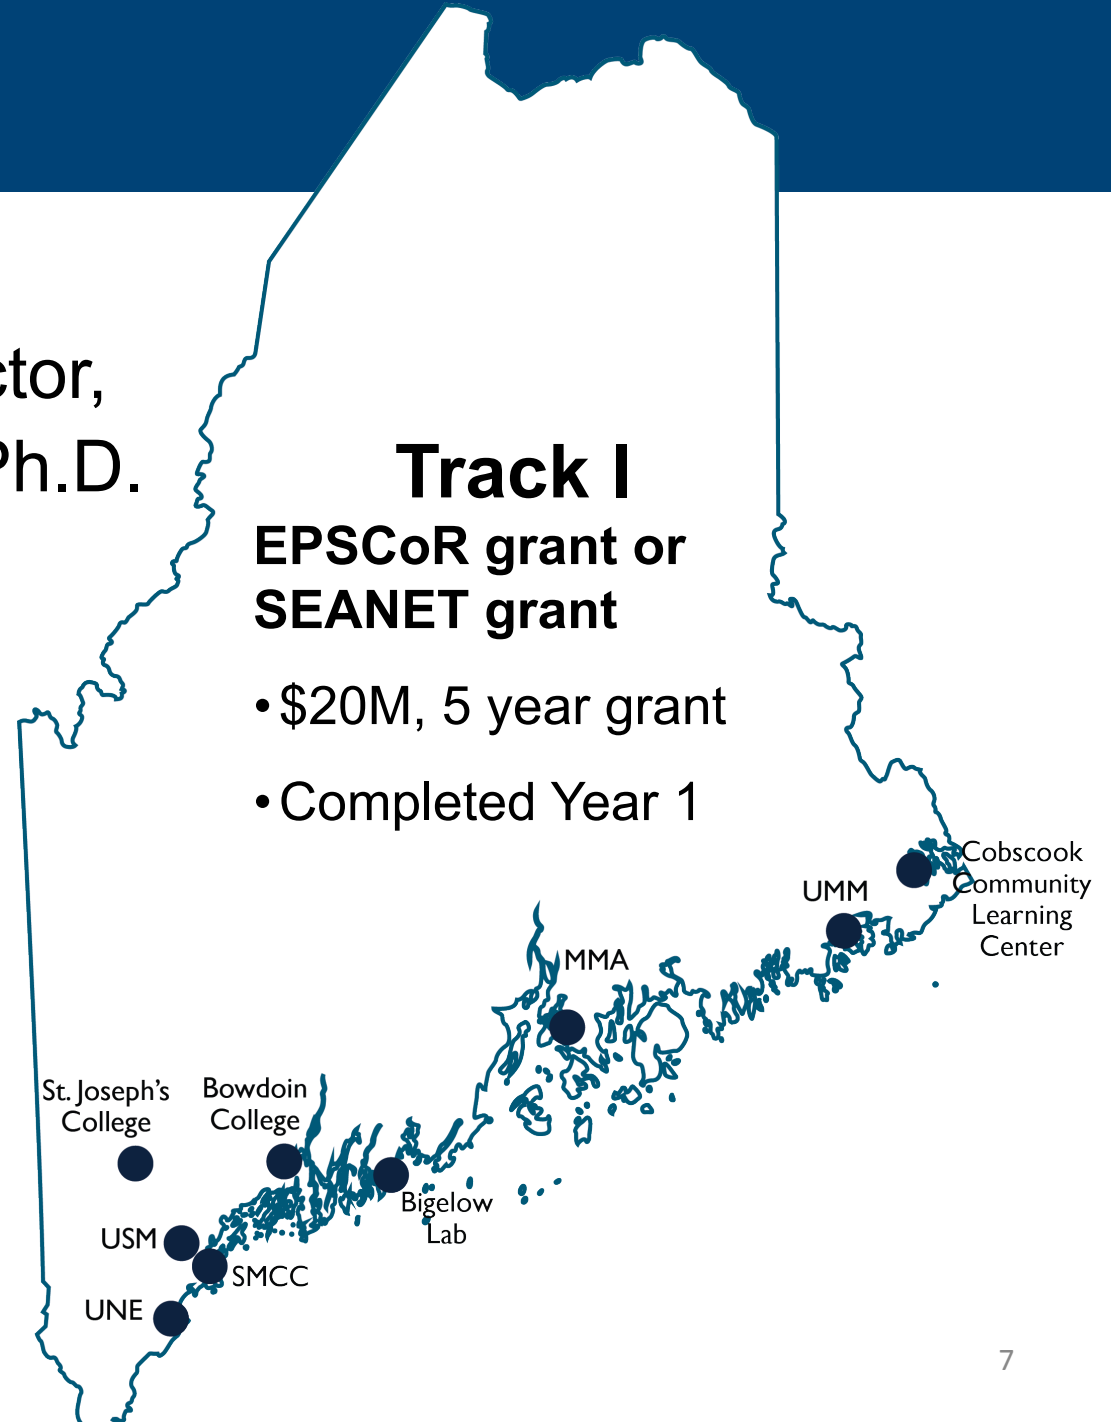 ctor,
Ph.D.
Track I
EPSCoR grant or
SEANET grant
• $20M, 5 year grant
• Completed Year 1
Cobscook
Community
Learning
Center
UMM
MMA
St. Joseph's
College
Bowdoin
College
Bigelow
Lab
USM
SMCC
UNE
7